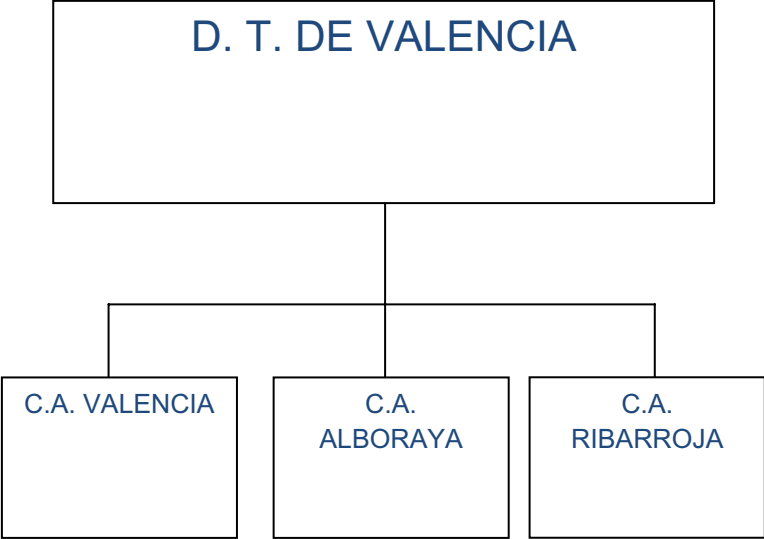 D. T. DE VALENCIA
C.A. VALENCIA
C.A.
ALBORAYA
C.A.
RIBARROJA